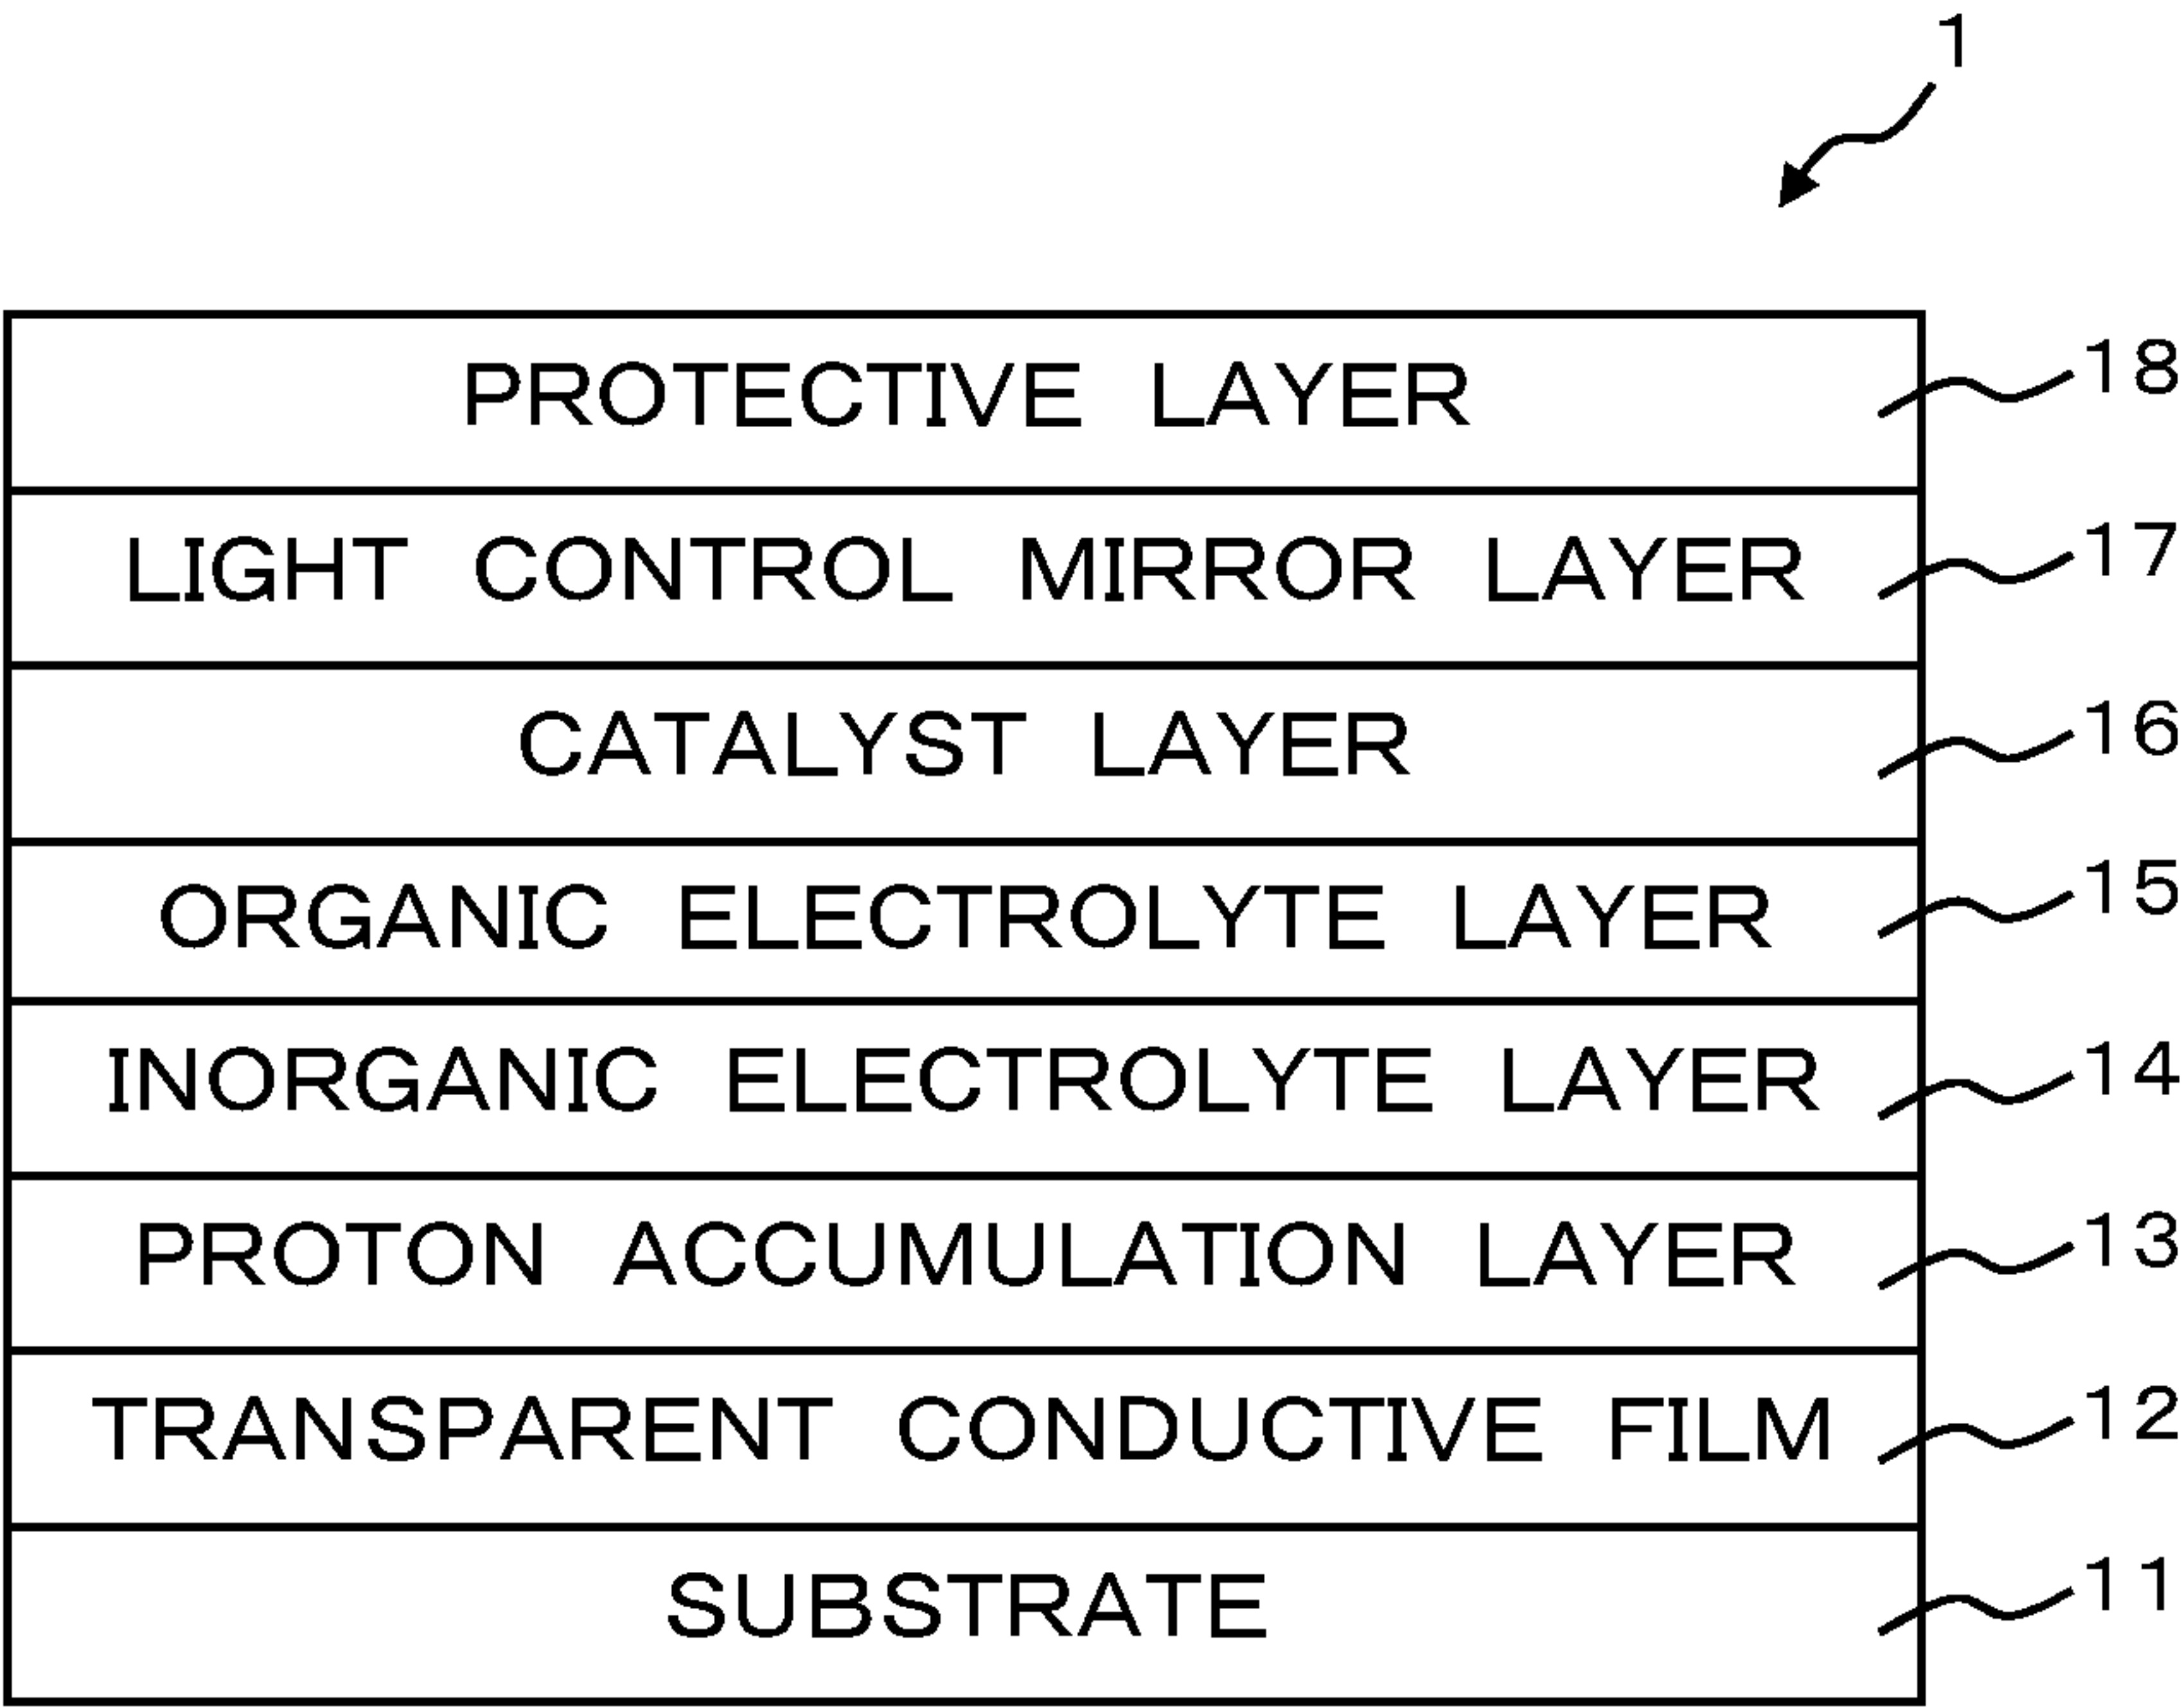 1
PROTECTIVE LAYER 18
LIGHT CONTROL MIRROR LAYER 17
CATALYST LAYER 16
ORGANIC ELECTROLYTE LAYER 15
INORGANIC ELECTROLYTE LAYER 14
PROTON ACCUMULATION LAYER 13
TRANSPARENT CONDUCTIVE FILM 12
SUBSTRATE 11